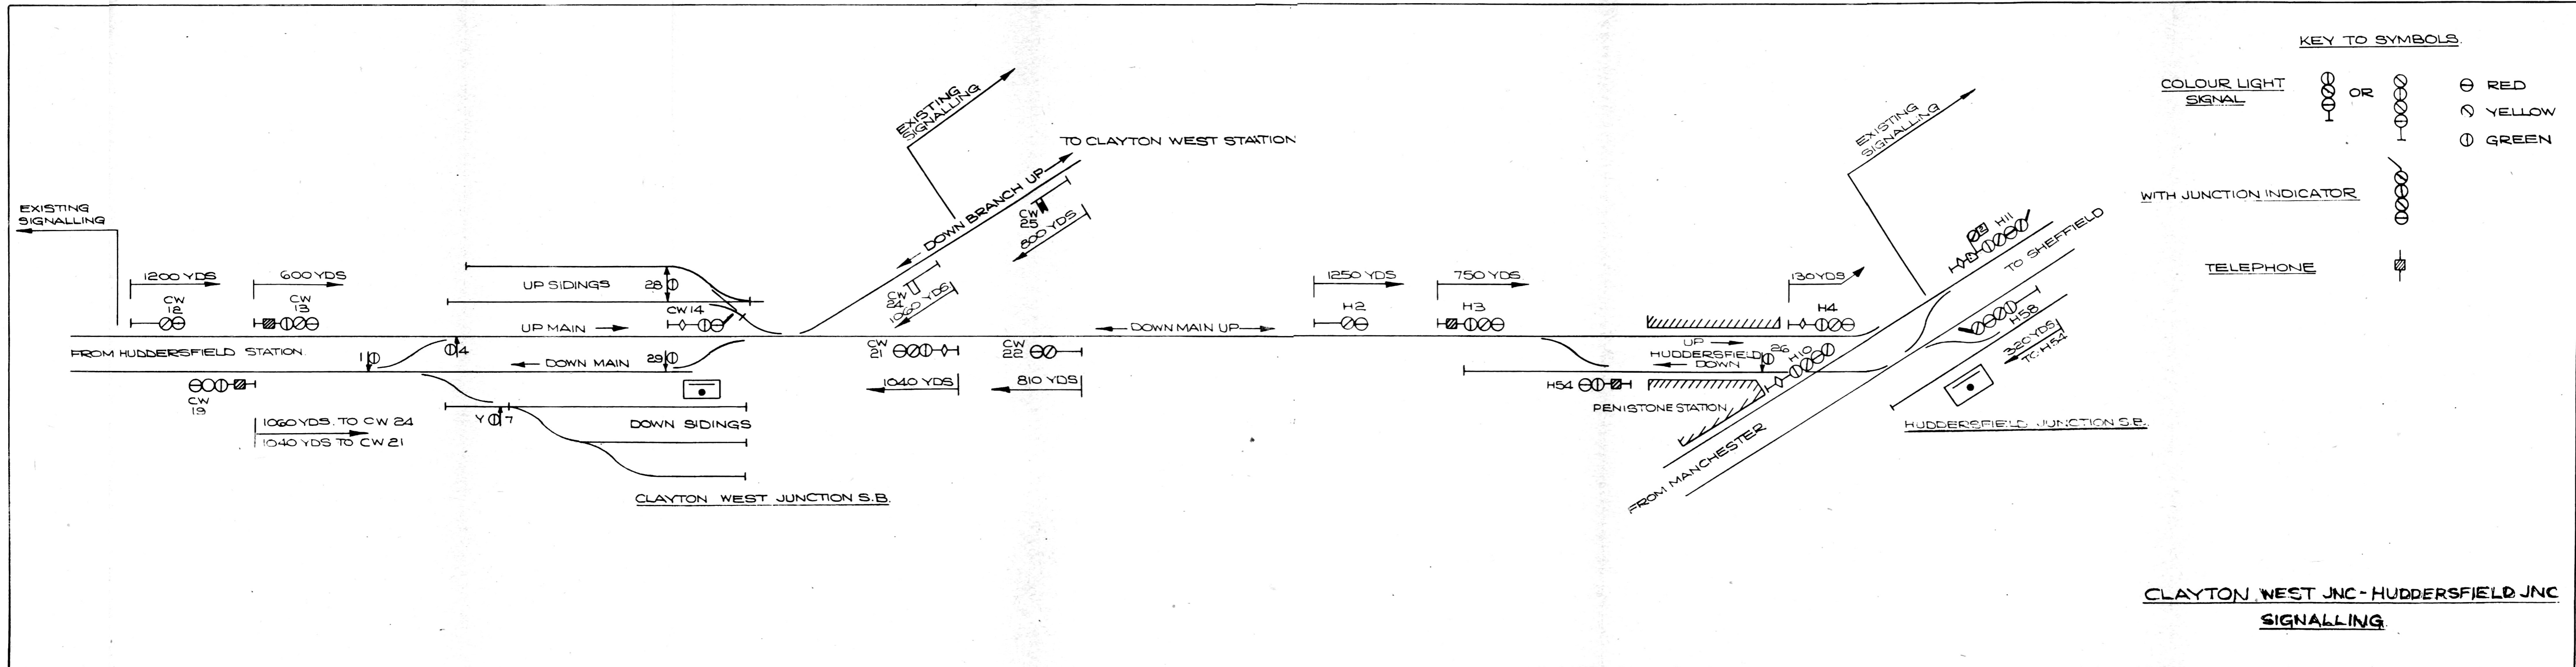 KEY TO SYMBOLS.
COLOUR LIGHT
SIGNAL
OR
RED
YELLOW
GREEN
WITH JUNCTION INDICATOR
TELEPHONE
EXISTING
SIGNALLING
1200 YDS
CW
12
600 YDS
CW
13
UP SIDINGS
28
CW 14
UP MAIN
FROM HUDDERSFIELD STATION.
1
4
DOWN MAIN
29
CW
19
1060 YDS. TO CW 24
1040 YDS TO CW 21
Y 7
DOWN SIDINGS
CLAYTON WEST JUNCTION S.B.
EXISTING
SIGNALLING
TO CLAYTON WEST STATION
DOWN BRANCH UP
CW
25
800 YDS
CW
24
1060 YDS
CW
21
1040 YDS
CW
22
810 YDS
DOWN MAIN UP
1250 YDS
H2
750 YDS
H3
130 YDS
H4
UP
HUDDERSFIELD
DOWN
26
H10
H54
PENISTONE STATION
FROM MANCHESTER
EXISTING
SIGNALLING
H11
TO SHEFFIELD
H58
320 YDS
TO H54
HUDDERSFIELD JUNCTION S.B.
CLAYTON WEST JNC - HUDDERSFIELD JNC
SIGNALLING.